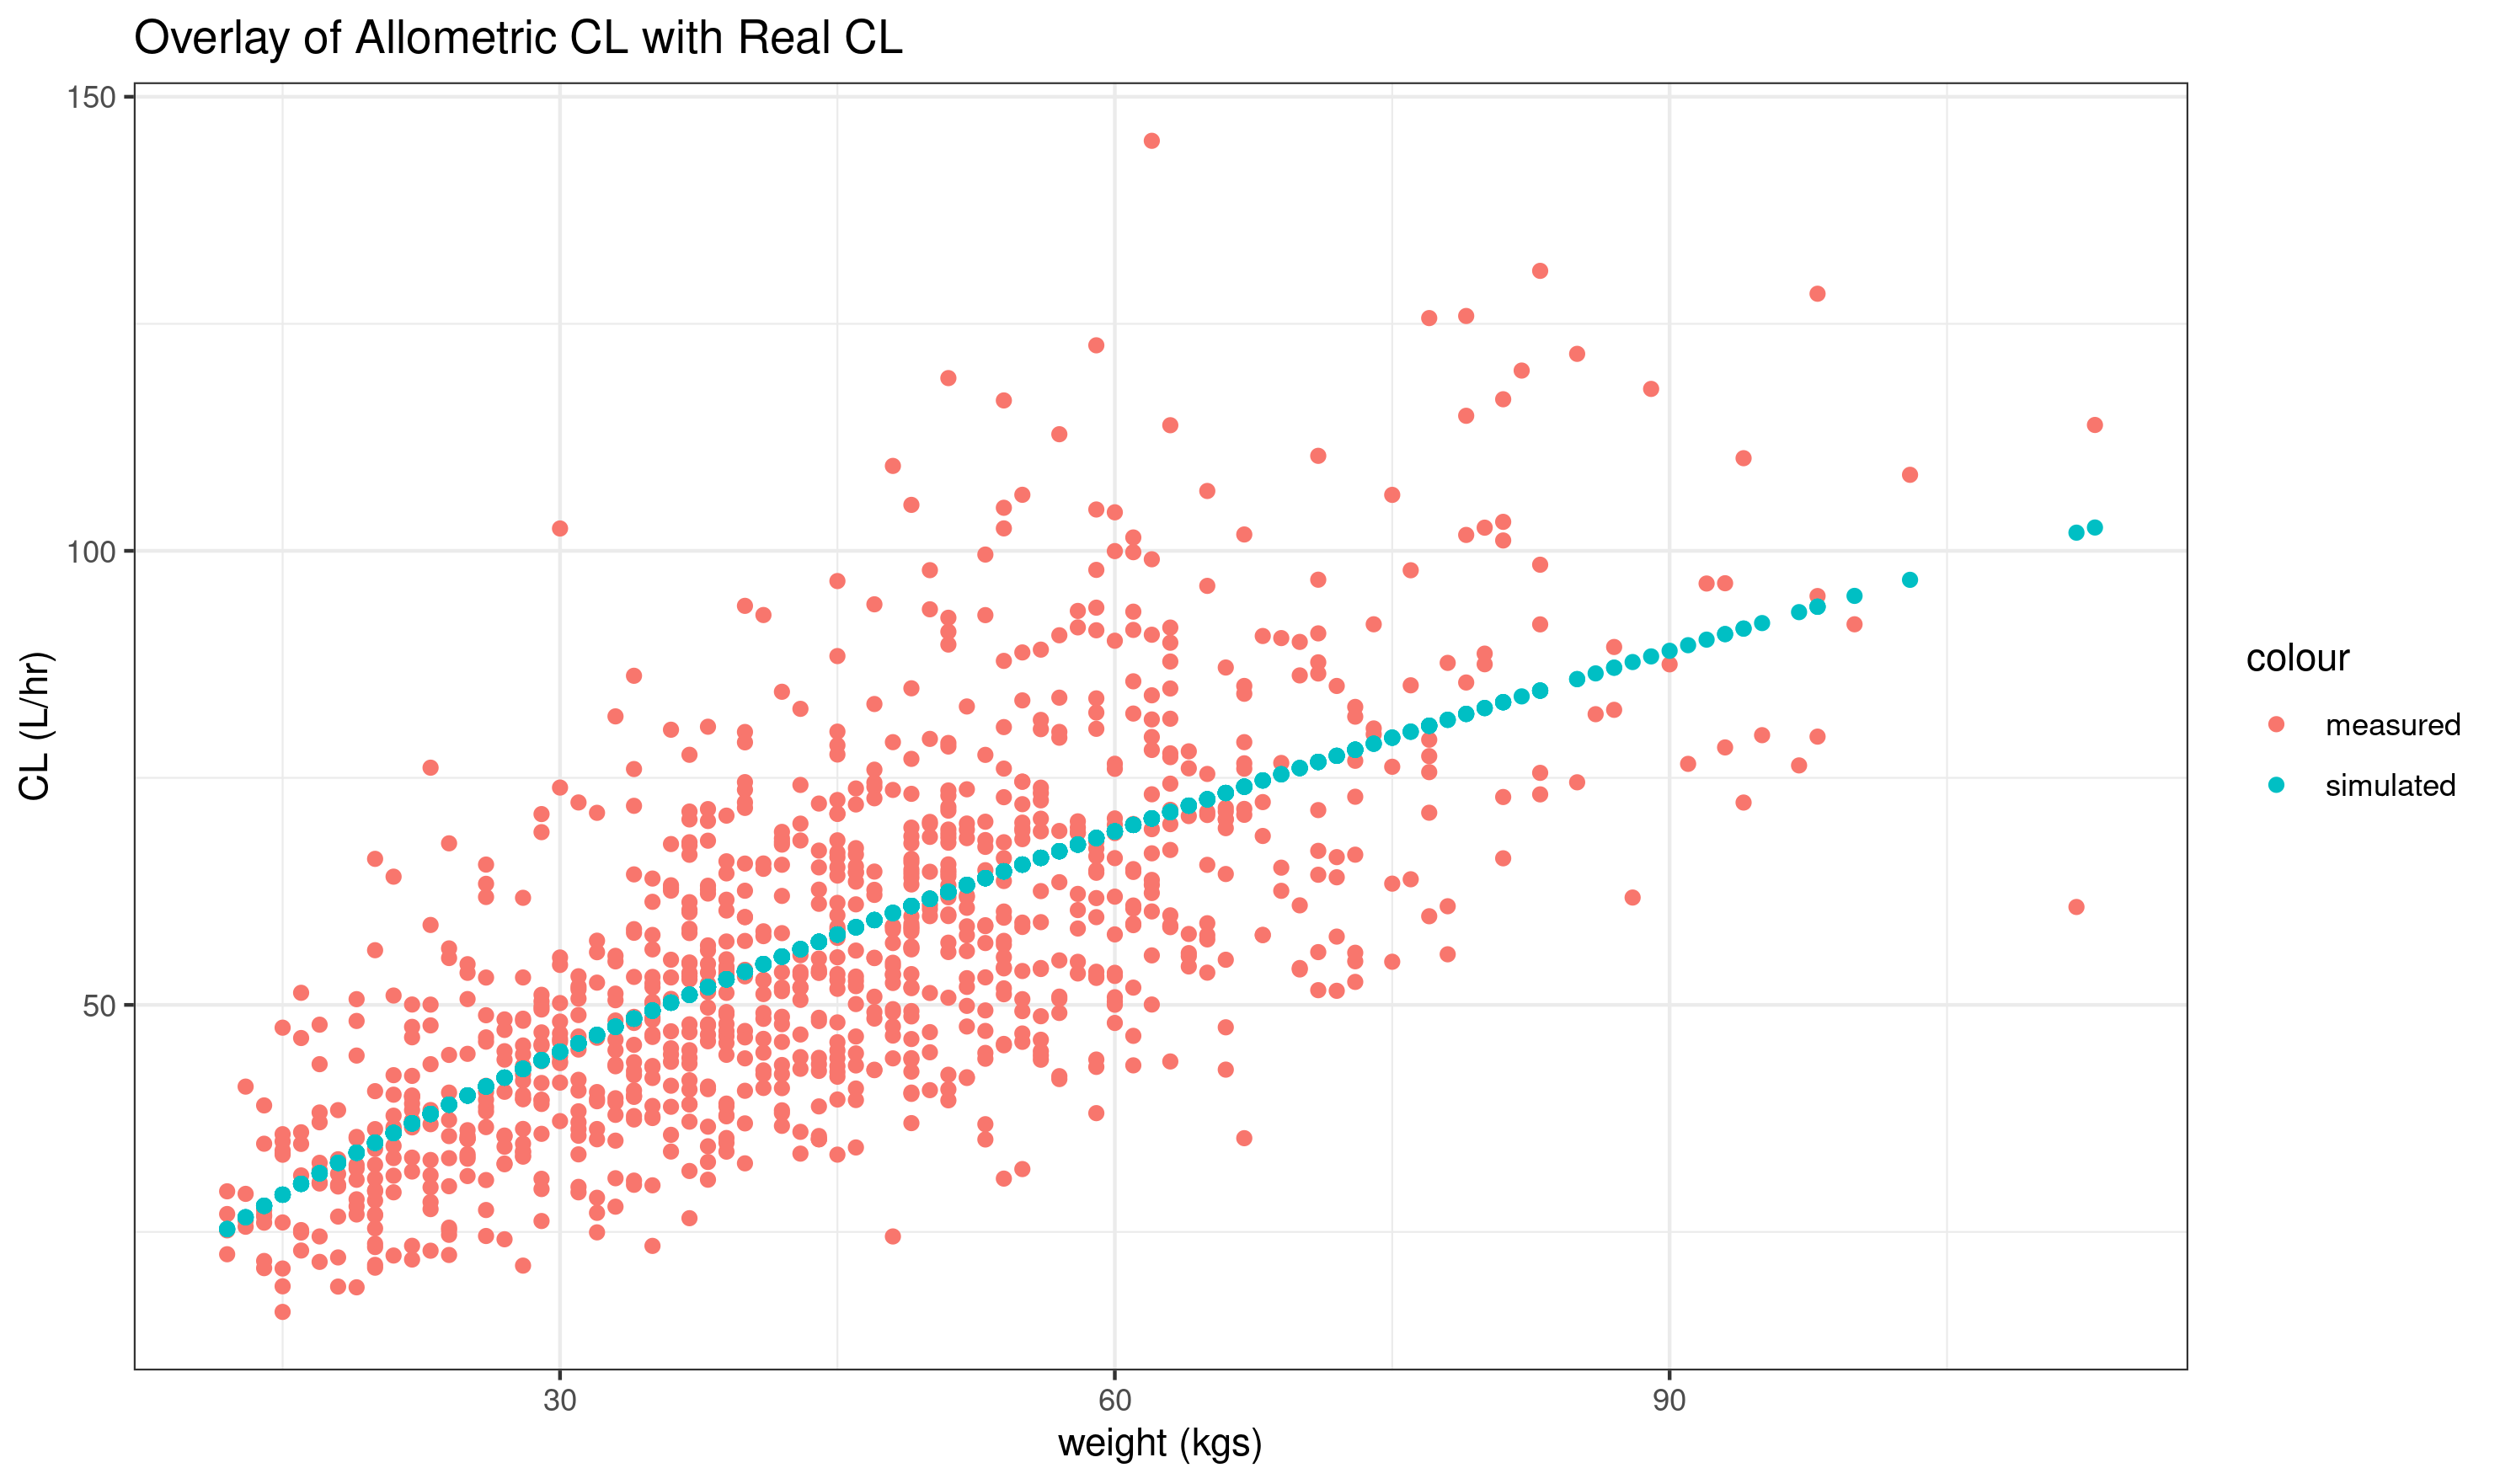 Overlay of Allometric CL with Real CL
150
100
50
CL (L/hr)
30 60 90
weight (kgs)
colour
measured
simulated